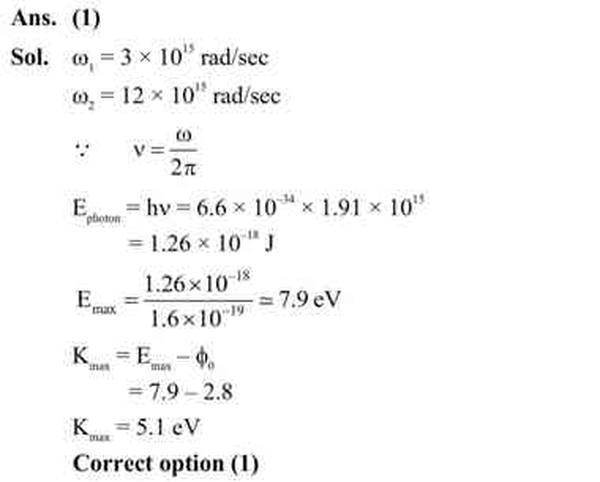 Ans. (1)
Sol. ω₁ = 3 × 10¹⁵ rad/sec
ω₂ = 12 × 10¹⁵ rad/sec
∵ ν = ω/2π
E_photon = hν = 6.6 × 10⁻³⁴ × 1.91 × 10¹⁵
= 1.26 × 10⁻¹⁸ J
E_max = 1.26×10⁻¹⁸/1.6×10⁻¹⁹ ≃ 7.9 eV
K_max = E_max − ϕ₀
= 7.9 – 2.8
K_max = 5.1 eV
Correct option (1)